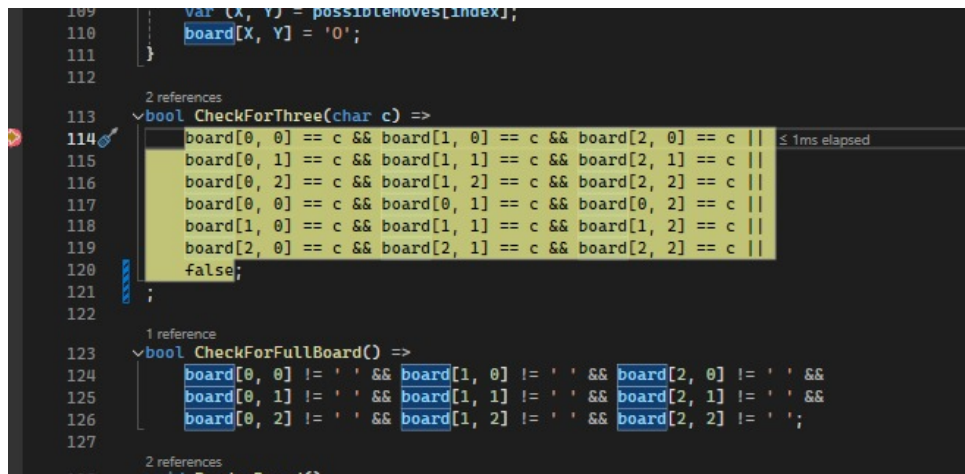 109 var (X, Y) = possibleMoves[index];
110 board[X, Y] = 'O';
111 }
112
2 references
113 bool CheckForThree(char c) =>
114 board[0, 0] == c && board[1, 0] == c && board[2, 0] == c || ≤ 1ms elapsed
115 board[0, 1] == c && board[1, 1] == c && board[2, 1] == c ||
116 board[0, 2] == c && board[1, 2] == c && board[2, 2] == c ||
117 board[0, 0] == c && board[0, 1] == c && board[0, 2] == c ||
118 board[1, 0] == c && board[1, 1] == c && board[1, 2] == c ||
119 board[2, 0] == c && board[2, 1] == c && board[2, 2] == c ||
120 false;
121 ;
122
1 reference
123 bool CheckForFullBoard() =>
124 board[0, 0] != ' ' && board[1, 0] != ' ' && board[2, 0] != ' ' &&
125 board[0, 1] != ' ' && board[1, 1] != ' ' && board[2, 1] != ' ' &&
126 board[0, 2] != ' ' && board[1, 2] != ' ' && board[2, 2] != ' ';
127
2 references